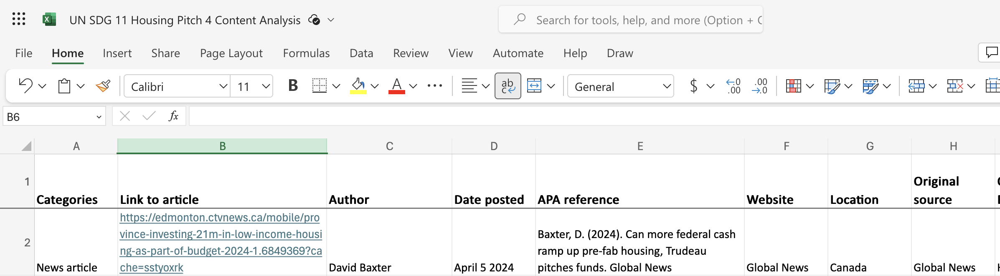 UN SDG 11 Housing Pitch 4 Content Analysis
Search for tools, help, and more (Option +
File Home Insert Share Page Layout Formulas Data Review View Automate Help Draw
Calibri 11 B A ab c General $ ←0 .00 .00 →0
B6 fx
A B C D E F G H
1
Original
Categories Link to article Author Date posted APA reference Website Location source
https://edmonton.ctvnews.ca/mobile/pro
vince-investing-21m-in-low-income-housi
Baxter, D. (2024). Can more federal cash
2
ng-as-part-of-budget-2024-1.6849369?ca
ramp up pre-fab housing, Trudeau
News article che=sstyoxrk David Baxter April 5 2024 pitches funds. Global News Global News Canada Global News